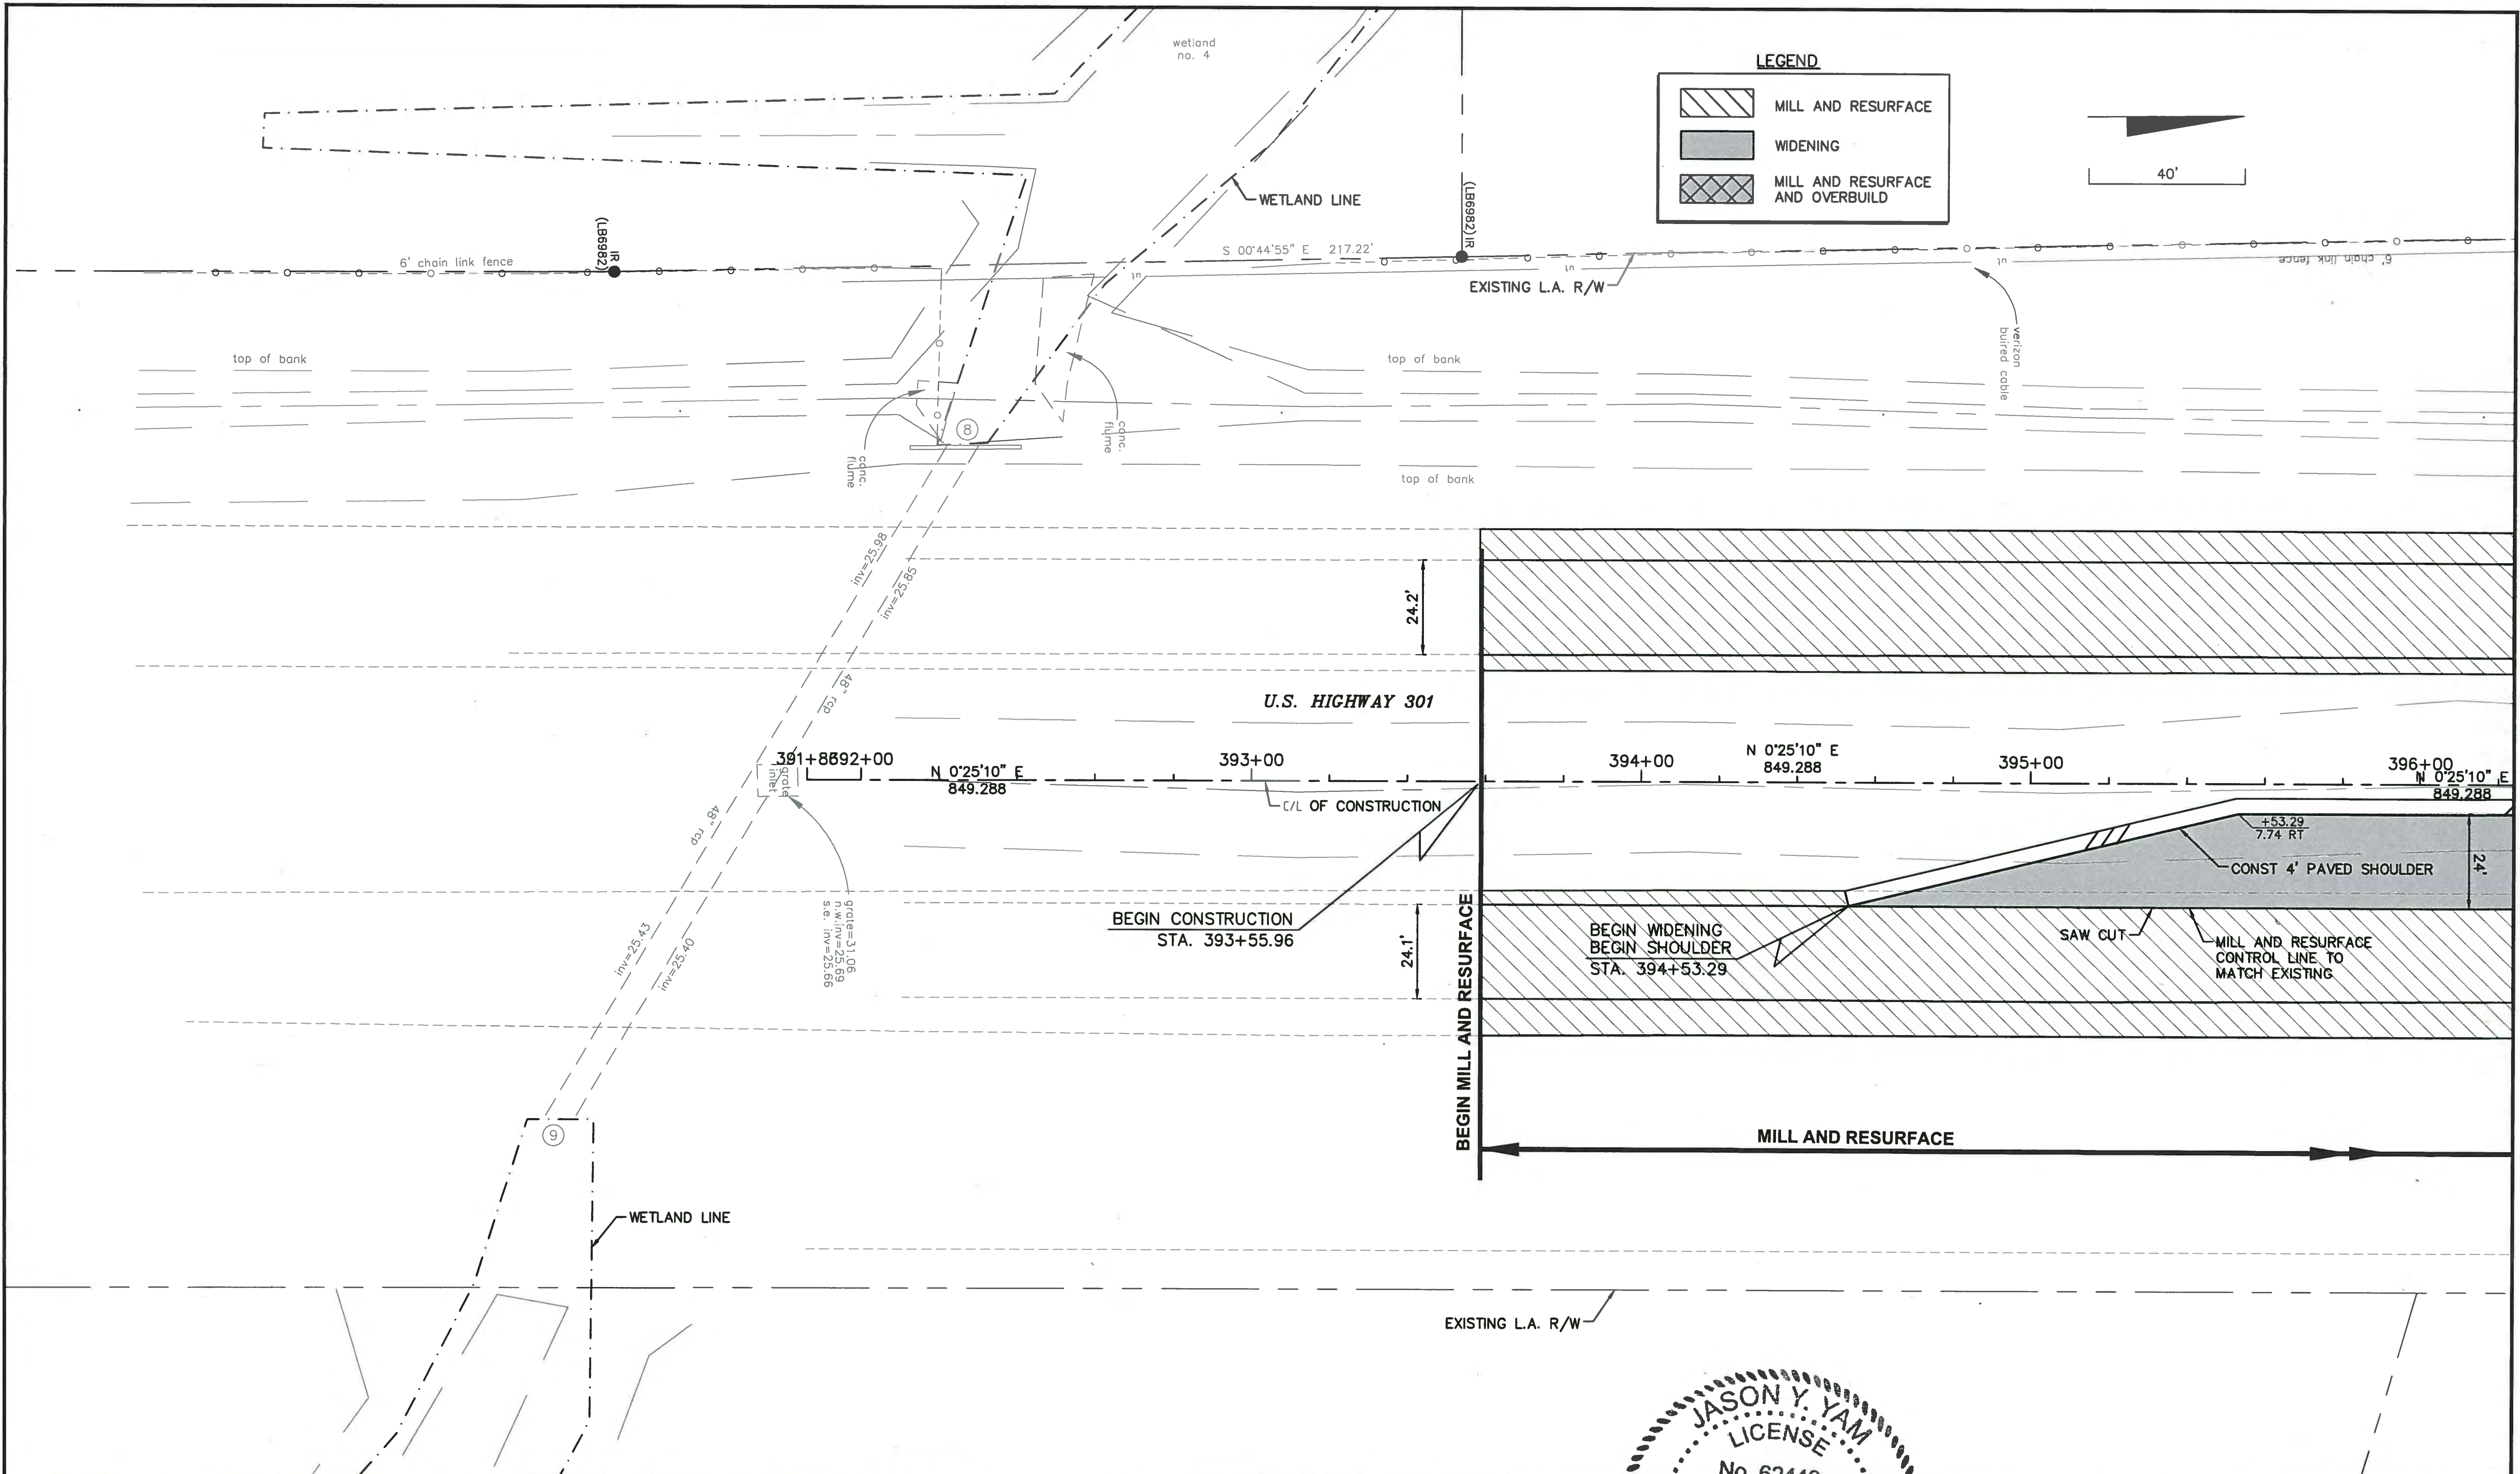 wetland
no. 4
LEGEND
MILL AND RESURFACE
WIDENING
MILL AND RESURFACE
AND OVERBUILD
40'
WETLAND LINE
(LB6982)
IR
(LB6982)IR
6' chain link fence
S 00°44'55" E 217.22'
ut
ut
ut
6' chain link fence
EXISTING L.A. R/W
verizon
buired cable
top of bank
top of bank
conc.
flume
8
conc.
flume
top of bank
inv=25.98
inv=25.85
24.2'
48" rcp
U.S. HIGHWAY 301
391+86
392+00
N 0°25'10" E
849.288
393+00
394+00
N 0°25'10" E
849.288
395+00
396+00
N 0°25'10" E
849.288
grate
inlet
C/L OF CONSTRUCTION
48" rcp
+53.29
7.74 RT
CONST 4' PAVED SHOULDER
24'
grate=31.06
n.w.inv=25.69
s.e. inv=25.66
BEGIN CONSTRUCTION
STA. 393+55.96
BEGIN MILL AND RESURFACE
24.1'
BEGIN WIDENING
BEGIN SHOULDER
STA. 394+53.29
SAW CUT
MILL AND RESURFACE
CONTROL LINE TO
MATCH EXISTING
inv=25.43
inv=25.40
9
MILL AND RESURFACE
WETLAND LINE
EXISTING L.A. R/W
JASON Y. YAM
LICENSE